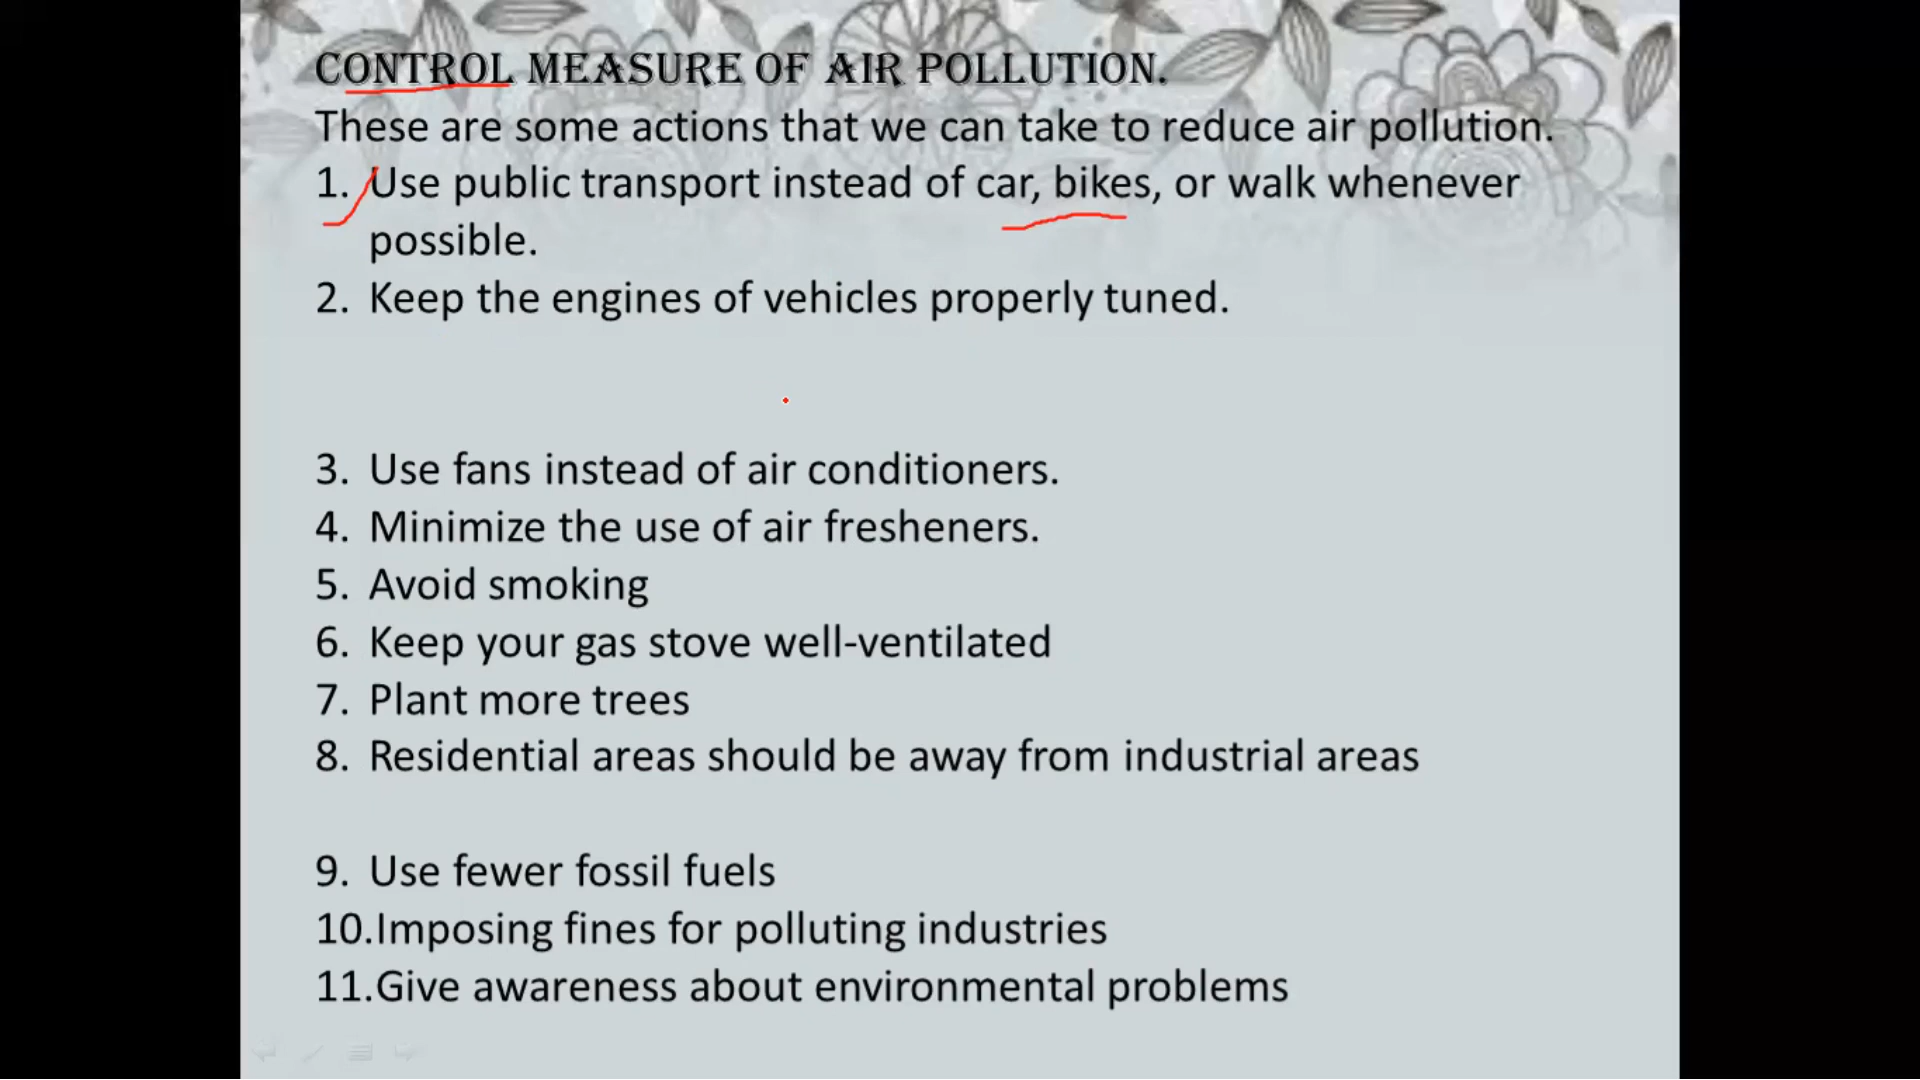 CONTROL MEASURE OF AIR POLLUTION.
These are some actions that we can take to reduce air pollution.
1. Use public transport instead of car, bikes, or walk whenever
possible.
2. Keep the engines of vehicles properly tuned.
3. Use fans instead of air conditioners.
4. Minimize the use of air fresheners.
5. Avoid smoking
6. Keep your gas stove well-ventilated
7. Plant more trees
8. Residential areas should be away from industrial areas
9. Use fewer fossil fuels
10.Imposing fines for polluting industries
11.Give awareness about environmental problems